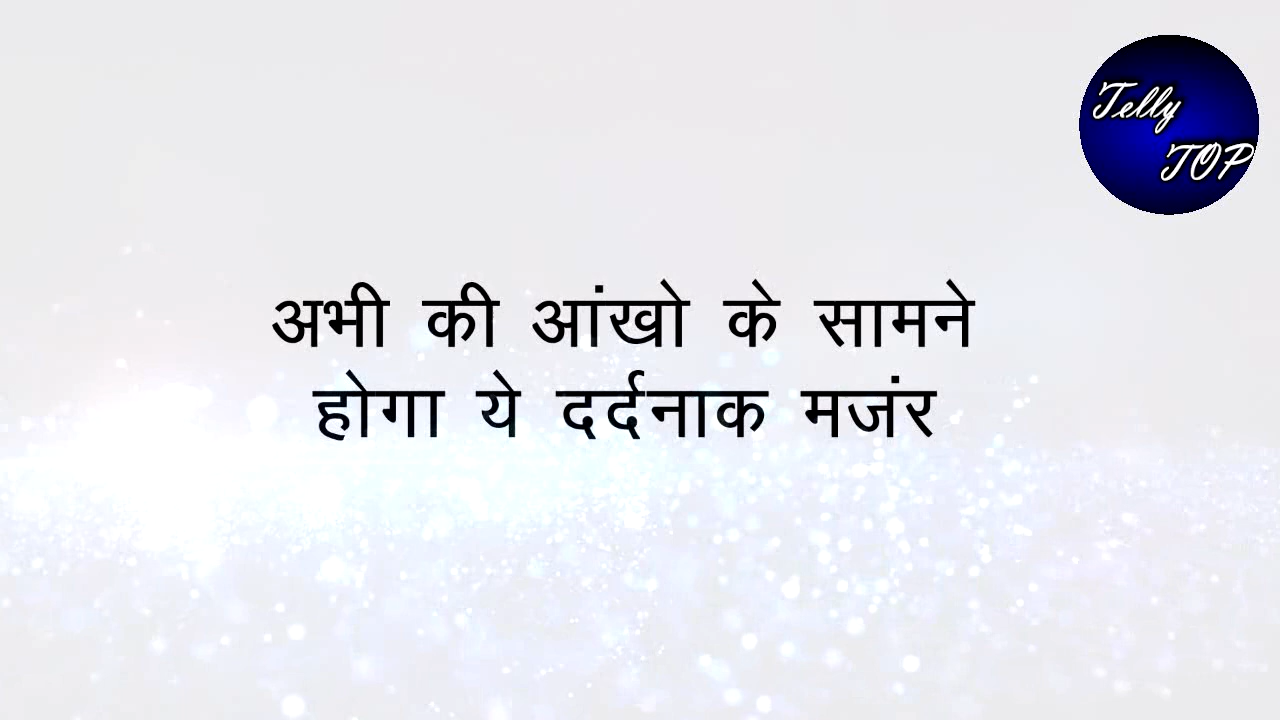 Telly
TOP
अभी की आंखो के सामने
होगा ये दर्दनाक मजंर